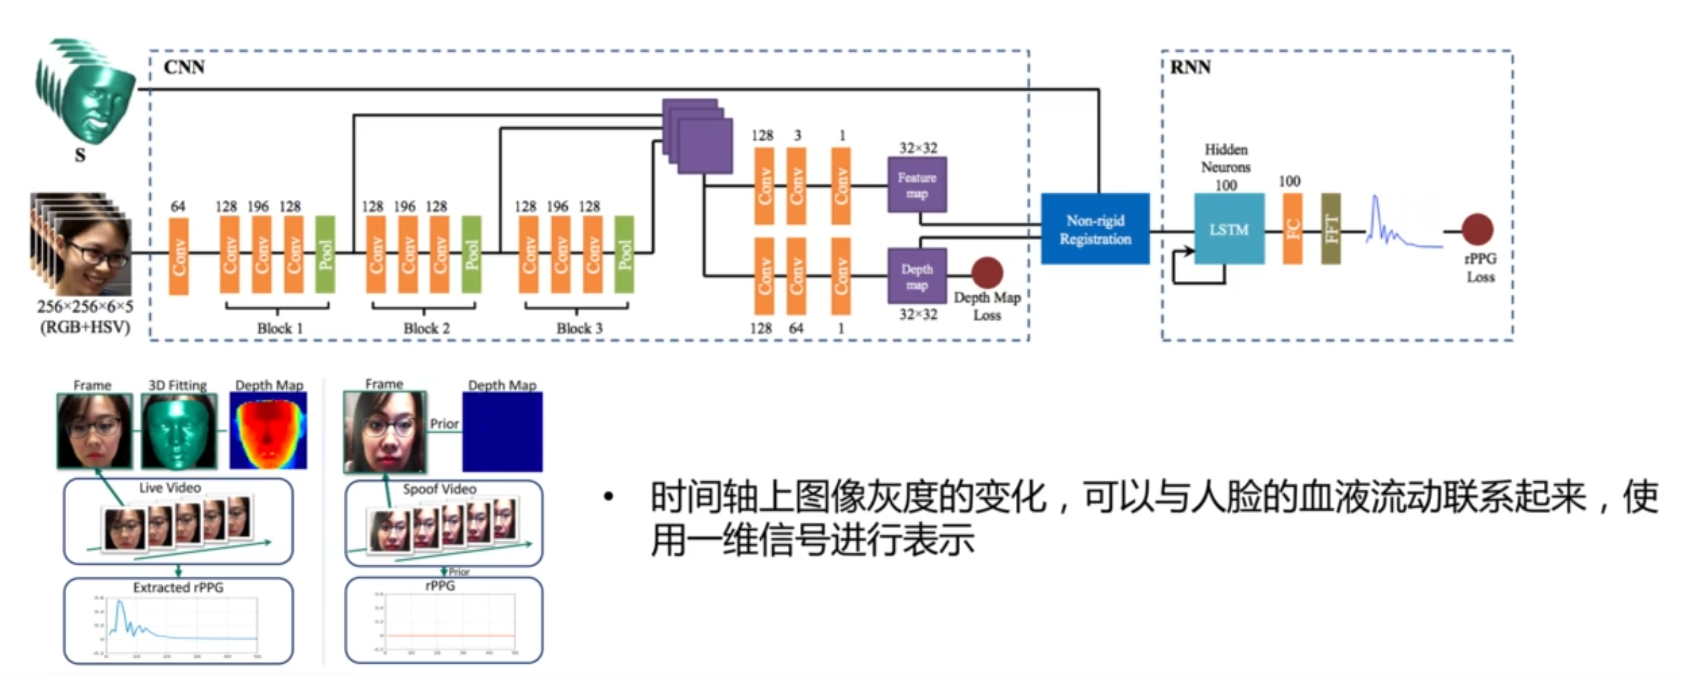 CNN
RNN
S
256×256×6×5
(RGB+HSV)
64
Conv
128 196 128
Conv Conv Conv Pool
Block 1
128 196 128
Conv Conv Conv Pool
Block 2
128 196 128
Conv Conv Conv Pool
Block 3
128 3 1
Conv Conv Conv
32×32
Feature
map
Conv Conv Conv
128 64 1
Depth
map
32×32
Depth Map
Loss
Non-rigid
Registration
Hidden
Neurons
100
LSTM
100
FC
FFT
rPPG
Loss
Frame 3D Fitting Depth Map
Live Video
Extracted rPPG
Frame Depth Map
Prior
Spoof Video
Prior
rPPG
• 时间轴上图像灰度的变化，可以与人脸的血液流动联系起来，使
用一维信号进行表示